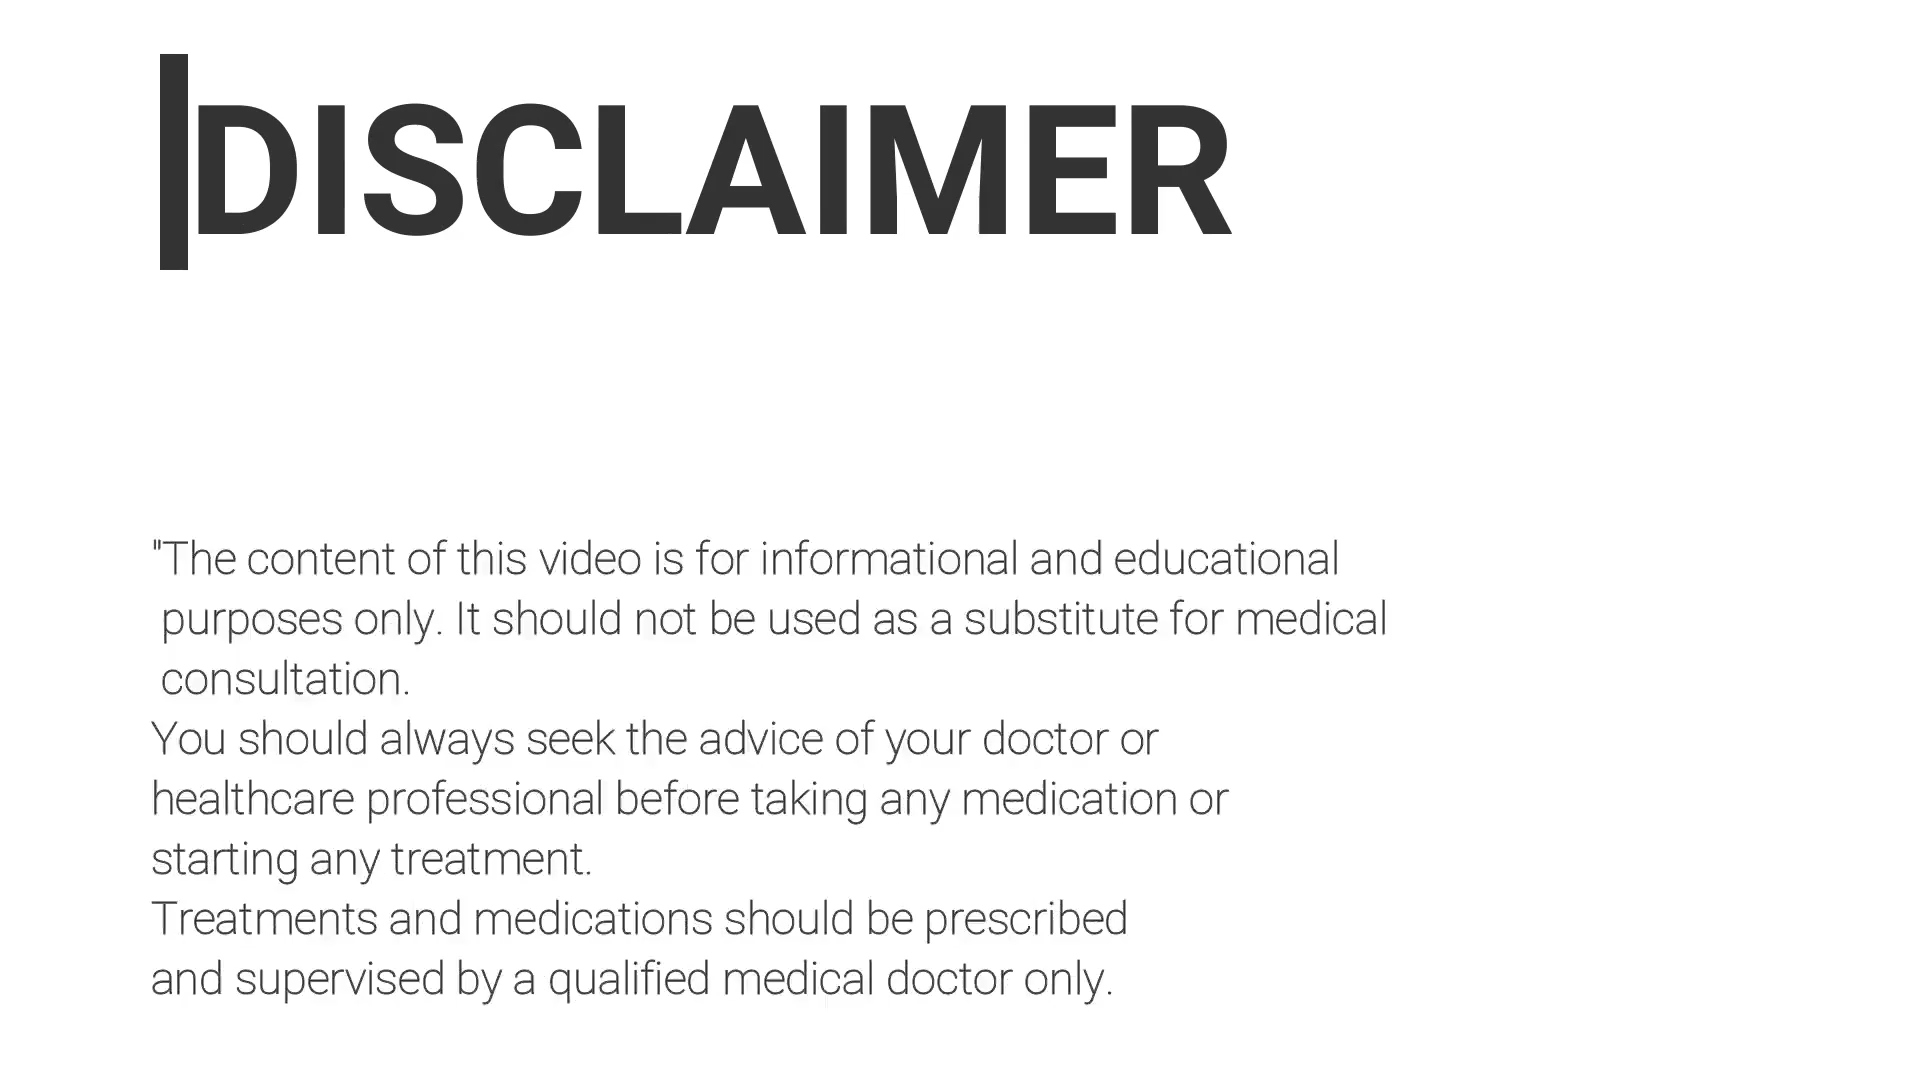 DISCLAIMER
"The content of this video is for informational and educational
purposes only. It should not be used as a substitute for medical
consultation.
You should always seek the advice of your doctor or
healthcare professional before taking any medication or
starting any treatment.
Treatments and medications should be prescribed
and supervised by a qualified medical doctor only.